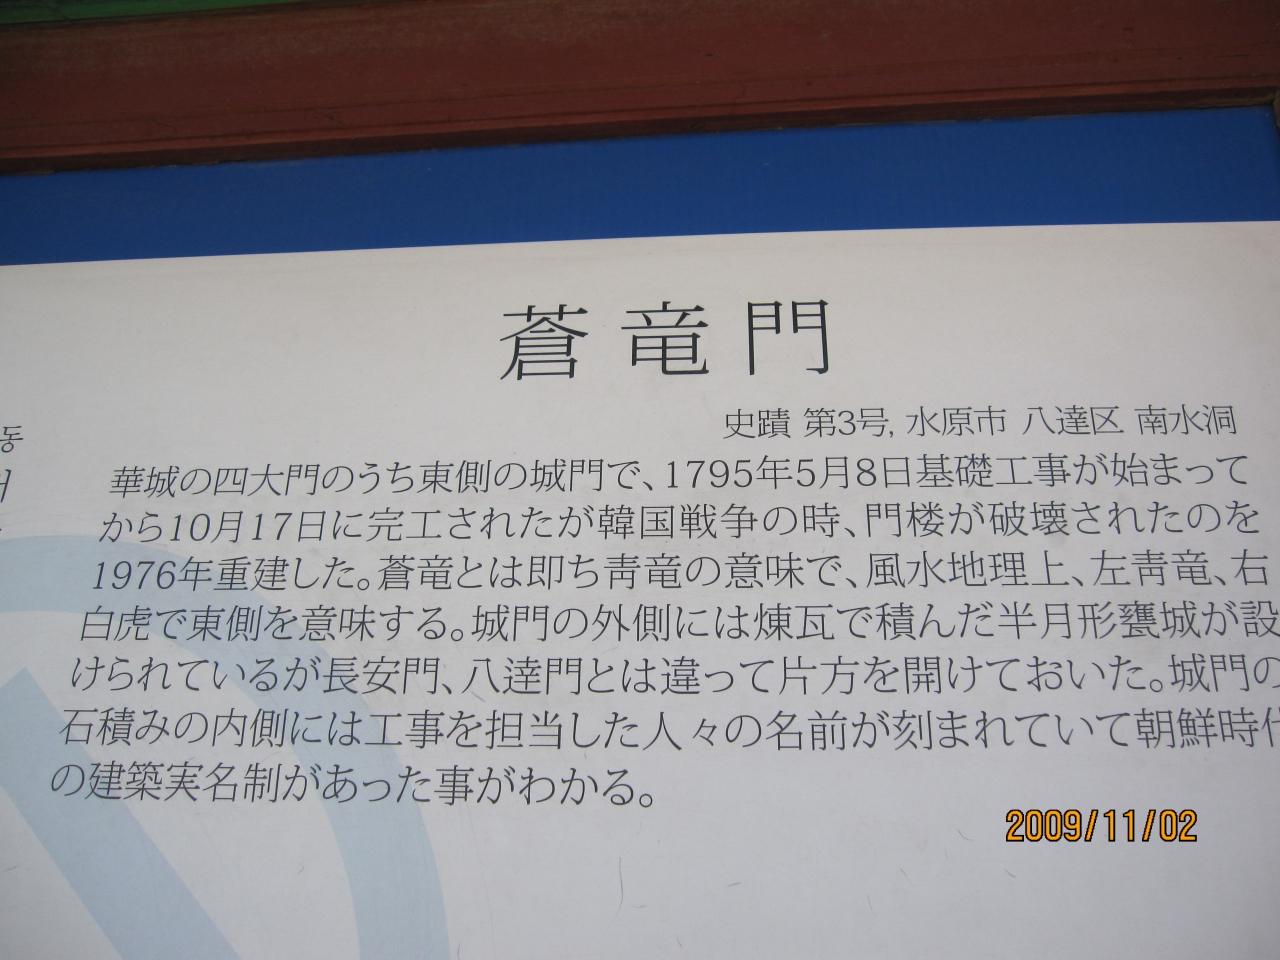 蒼竜門
史蹟 第3号, 水原市 八達区 南水洞
華城の四大門のうち東側の城門で、1795年5月8日基礎工事が始まって
から10月17日に完工されたが韓国戦争の時、門楼が破壊されたのを
1976年重建した。蒼竜とは即ち靑竜の意味で、風水地理上、左靑竜、右
白虎で東側を意味する。城門の外側には煉瓦で積んだ半月形甕城が設
けられているが長安門、八達門とは違って片方を開けておいた。城門の
石積みの内側には工事を担当した人々の名前が刻まれていて朝鮮時代
の建築実名制があった事がわかる。
동
2009/11/02